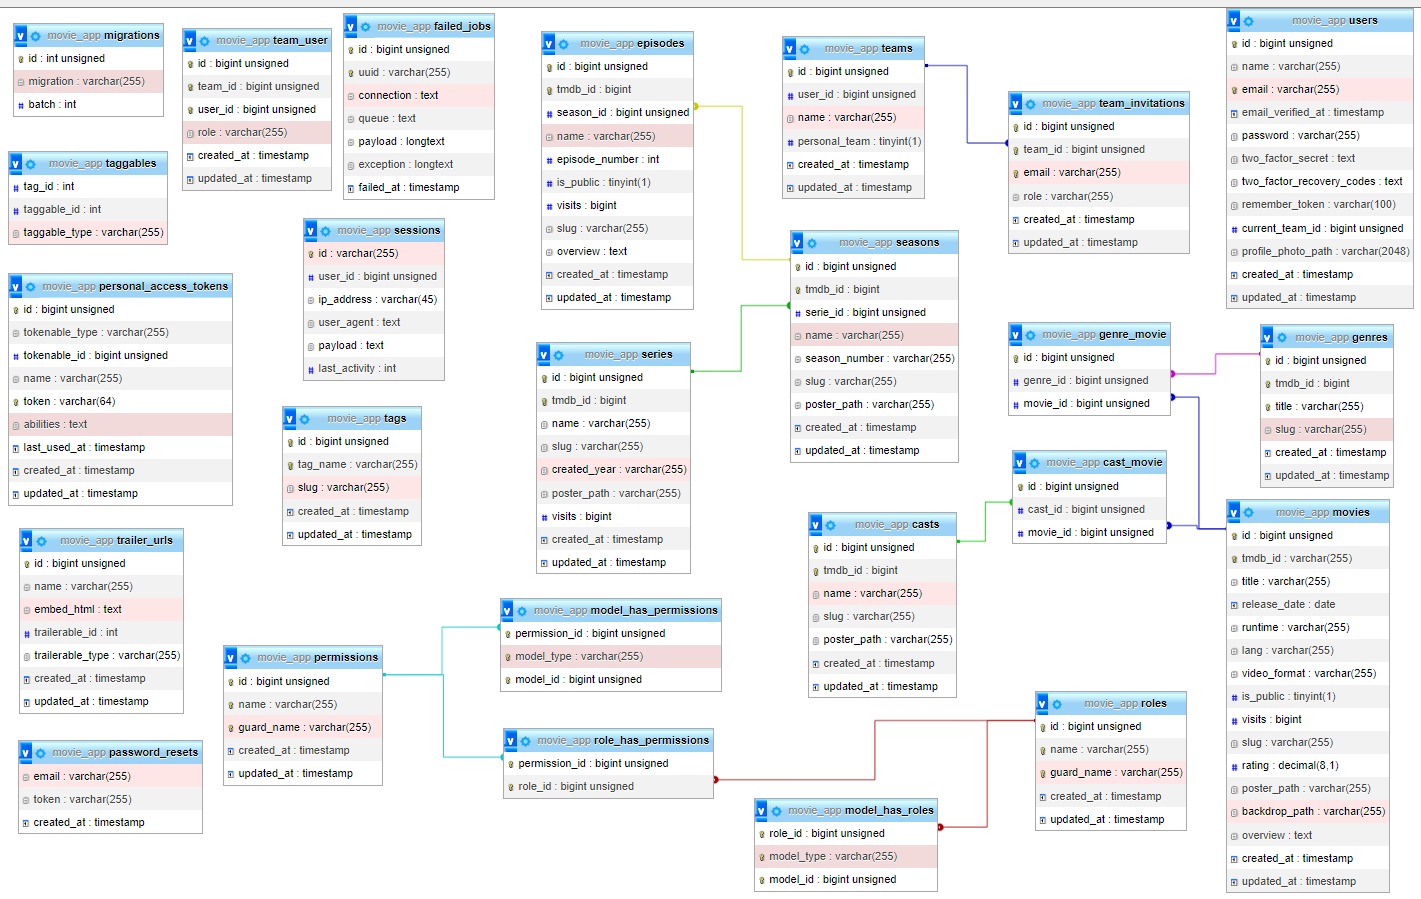 movie_app migrations
id : int unsigned
migration : varchar(255)
batch : int
movie_app team_user
id : bigint unsigned
team_id : bigint unsigned
user_id : bigint unsigned
role : varchar(255)
created_at : timestamp
updated_at : timestamp
movie_app failed_jobs
id : bigint unsigned
uuid : varchar(255)
connection : text
queue : text
payload : longtext
exception : longtext
failed_at : timestamp
movie_app episodes
id : bigint unsigned
tmdb_id : bigint
season_id : bigint unsigned
name : varchar(255)
episode_number : int
is_public : tinyint(1)
visits : bigint
slug : varchar(255)
overview : text
created_at : timestamp
updated_at : timestamp
movie_app teams
id : bigint unsigned
user_id : bigint unsigned
name : varchar(255)
personal_team : tinyint(1)
created_at : timestamp
updated_at : timestamp
movie_app team_invitations
id : bigint unsigned
team_id : bigint unsigned
email : varchar(255)
role : varchar(255)
created_at : timestamp
updated_at : timestamp
movie_app users
id : bigint unsigned
name : varchar(255)
email : varchar(255)
email_verified_at : timestamp
password : varchar(255)
two_factor_secret : text
two_factor_recovery_codes : text
remember_token : varchar(100)
current_team_id : bigint unsigned
profile_photo_path : varchar(2048)
created_at : timestamp
updated_at : timestamp
movie_app taggables
tag_id : int
taggable_id : int
taggable_type : varchar(255)
movie_app sessions
id : varchar(255)
user_id : bigint unsigned
ip_address : varchar(45)
user_agent : text
payload : text
last_activity : int
movie_app seasons
id : bigint unsigned
tmdb_id : bigint
serie_id : bigint unsigned
name : varchar(255)
season_number : varchar(255)
slug : varchar(255)
poster_path : varchar(255)
created_at : timestamp
updated_at : timestamp
movie_app personal_access_tokens
id : bigint unsigned
tokenable_type : varchar(255)
tokenable_id : bigint unsigned
name : varchar(255)
token : varchar(64)
abilities : text
last_used_at : timestamp
created_at : timestamp
updated_at : timestamp
movie_app series
id : bigint unsigned
tmdb_id : bigint
name : varchar(255)
slug : varchar(255)
created_year : varchar(255)
poster_path : varchar(255)
visits : bigint
created_at : timestamp
updated_at : timestamp
movie_app genre_movie
id : bigint unsigned
genre_id : bigint unsigned
movie_id : bigint unsigned
movie_app genres
id : bigint unsigned
tmdb_id : bigint
title : varchar(255)
slug : varchar(255)
created_at : timestamp
updated_at : timestamp
movie_app tags
id : bigint unsigned
tag_name : varchar(255)
slug : varchar(255)
created_at : timestamp
updated_at : timestamp
movie_app cast_movie
id : bigint unsigned
cast_id : bigint unsigned
movie_id : bigint unsigned
movie_app casts
id : bigint unsigned
tmdb_id : bigint
name : varchar(255)
slug : varchar(255)
poster_path : varchar(255)
created_at : timestamp
updated_at : timestamp
movie_app movies
id : bigint unsigned
tmdb_id : varchar(255)
title : varchar(255)
release_date : date
runtime : varchar(255)
lang : varchar(255)
video_format : varchar(255)
is_public : tinyint(1)
visits : bigint
slug : varchar(255)
rating : decimal(8,1)
poster_path : varchar(255)
backdrop_path : varchar(255)
overview : text
created_at : timestamp
updated_at : timestamp
movie_app trailer_urls
id : bigint unsigned
name : varchar(255)
embed_html : text
trailerable_id : int
trailerable_type : varchar(255)
created_at : timestamp
updated_at : timestamp
movie_app permissions
id : bigint unsigned
name : varchar(255)
guard_name : varchar(255)
created_at : timestamp
updated_at : timestamp
movie_app model_has_permissions
permission_id : bigint unsigned
model_type : varchar(255)
model_id : bigint unsigned
movie_app role_has_permissions
permission_id : bigint unsigned
role_id : bigint unsigned
movie_app roles
id : bigint unsigned
name : varchar(255)
guard_name : varchar(255)
created_at : timestamp
updated_at : timestamp
movie_app password_resets
email : varchar(255)
token : varchar(255)
created_at : timestamp
movie_app model_has_roles
role_id : bigint unsigned
model_type : varchar(255)
model_id : bigint unsigned